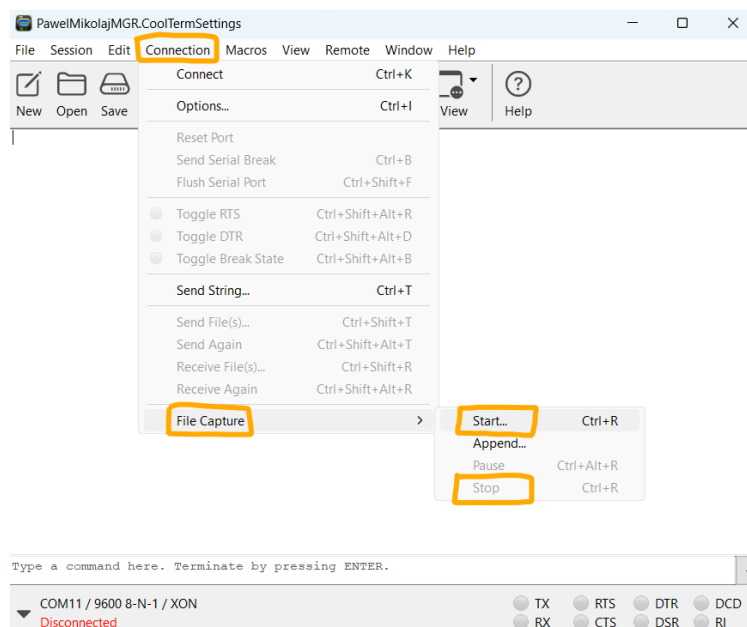 PawelMikolajMGR.CoolTermSettings
File Session Edit Connection Macros View Remote Window Help
New Open Save View Help
Connect Ctrl+K
Options... Ctrl+I
Reset Port
Send Serial Break Ctrl+B
Flush Serial Port Ctrl+Shift+F
Toggle RTS Ctrl+Shift+Alt+R
Toggle DTR Ctrl+Shift+Alt+D
Toggle Break State Ctrl+Shift+Alt+B
Send String... Ctrl+T
Send File(s)... Ctrl+Shift+T
Send Again Ctrl+Shift+Alt+T
Receive File(s)... Ctrl+Shift+R
Receive Again Ctrl+Shift+Alt+R
File Capture
Start... Ctrl+R
Append...
Pause Ctrl+Alt+R
Stop Ctrl+R
Type a command here. Terminate by pressing ENTER.
COM11 / 9600 8-N-1 / XON TX RTS DTR DCD
Disconnected RX CTS DSR RI